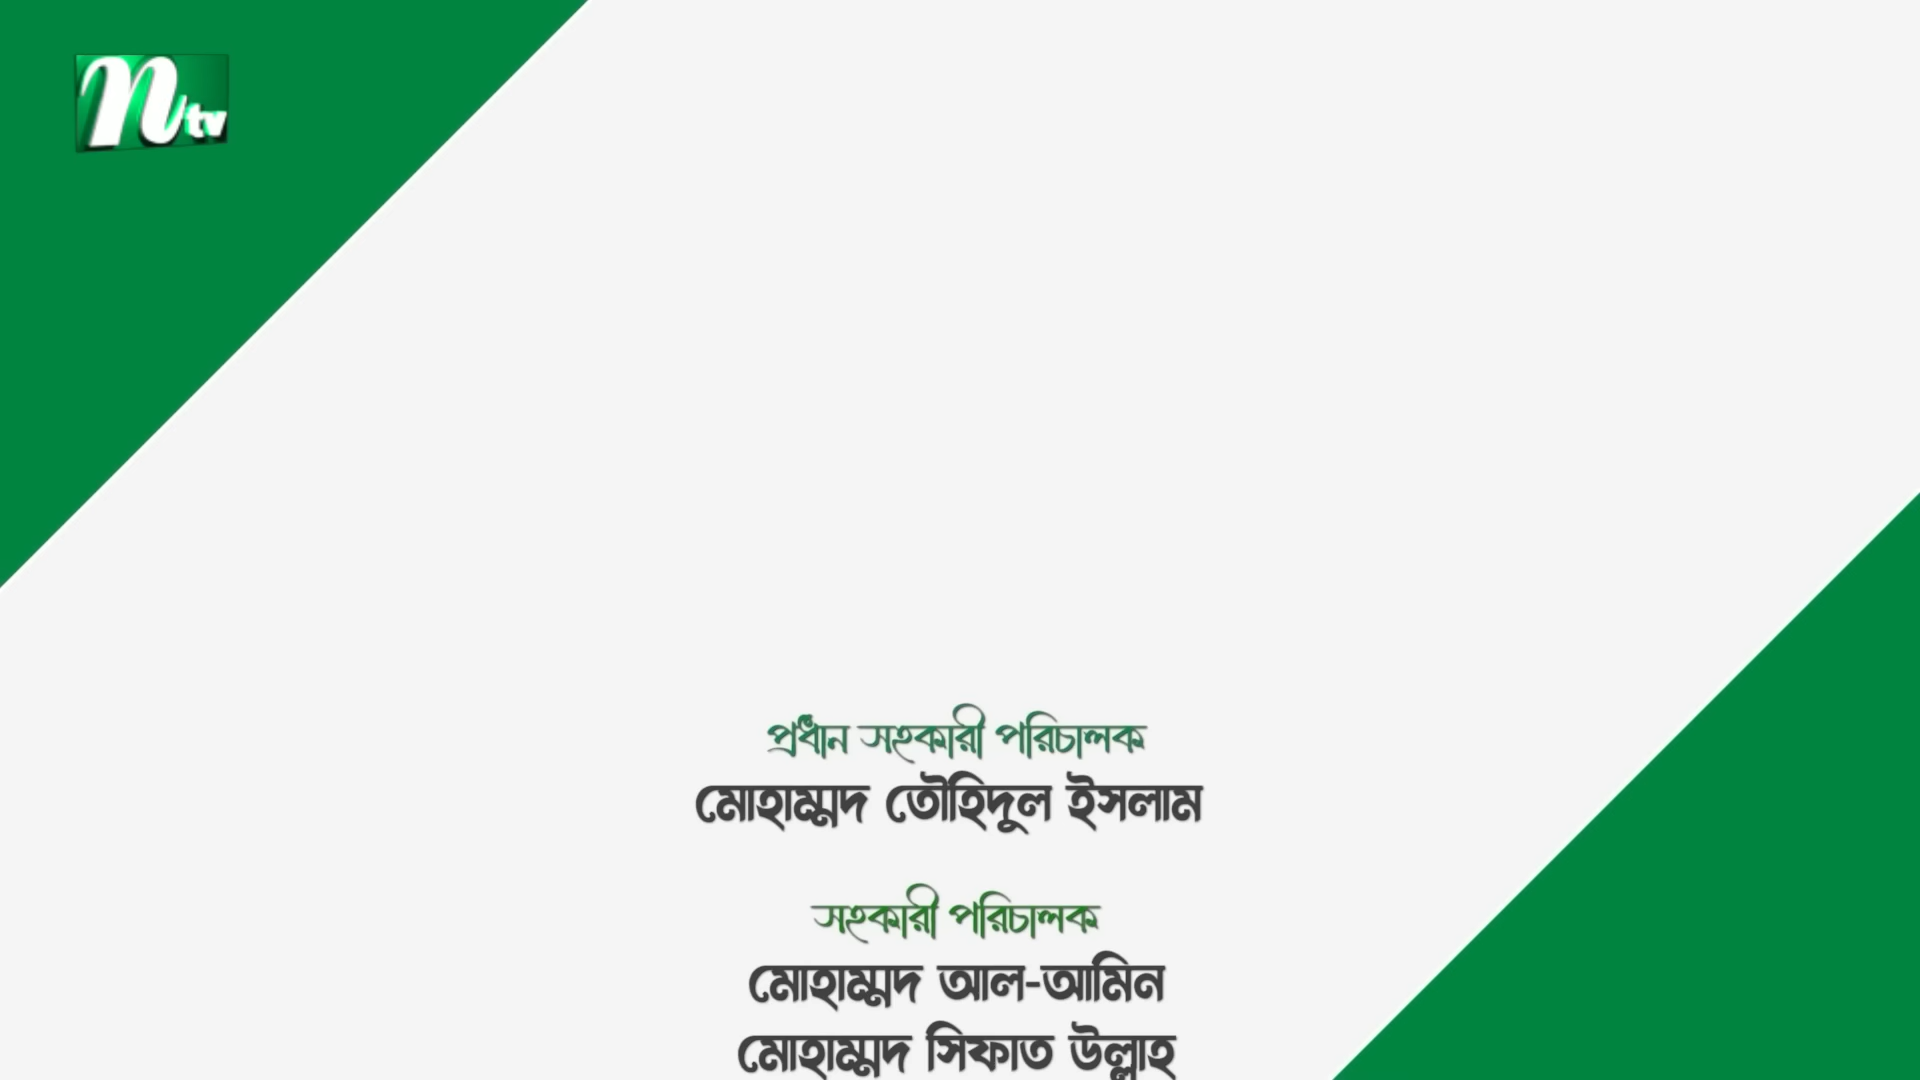 ntv
প্রধান সহকারী পরিচালক
মোহাম্মদ তৌহিদুল ইসলাম
সহকারী পরিচালক
মোহাম্মদ আল-আমিন
মোহাম্মদ সিফাত উল্লাহ